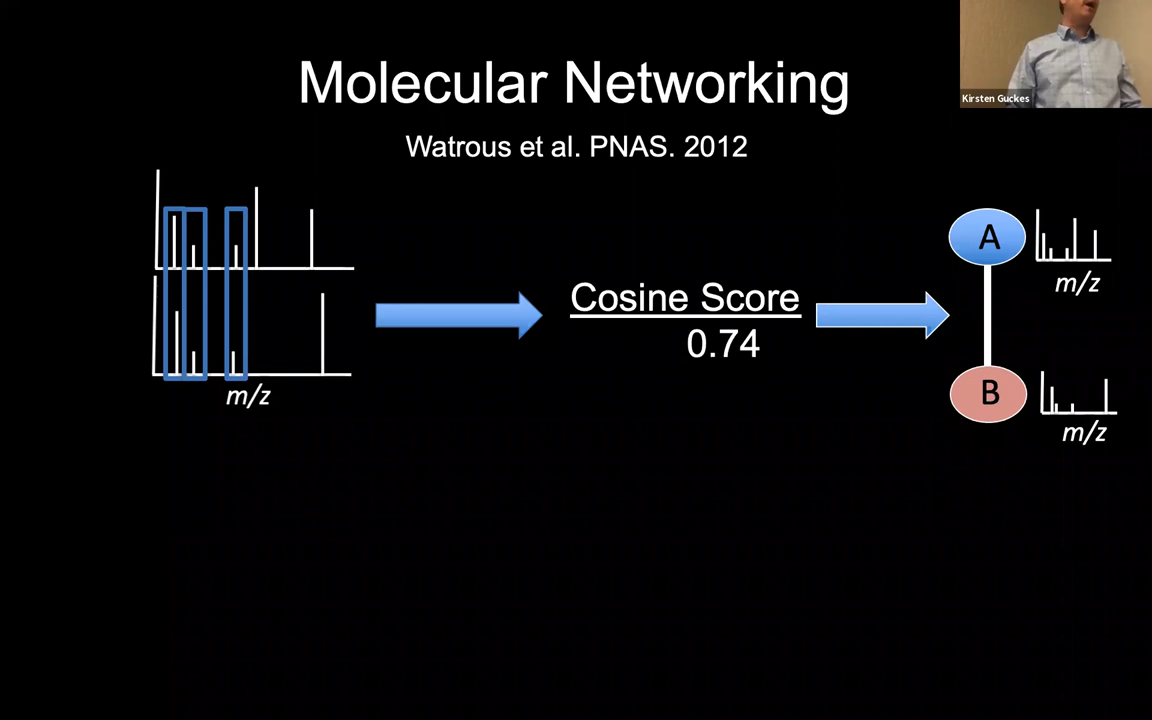 Molecular Networking
Kirsten Guckes
Watrous et al. PNAS. 2012
Cosine Score
0.74
A
m/z
B
m/z
m/z